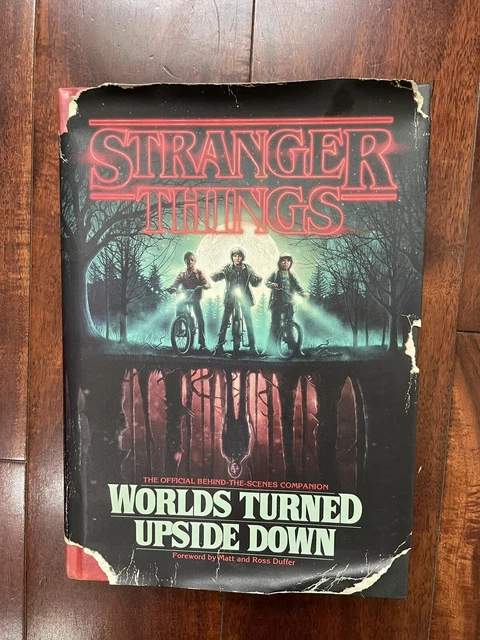 STRANGER
THINGS
THE OFFICIAL BEHIND-THE-SCENES COMPANION
WORLDS TURNED
UPSIDE DOWN
Foreword by Matt and Ross Duffer